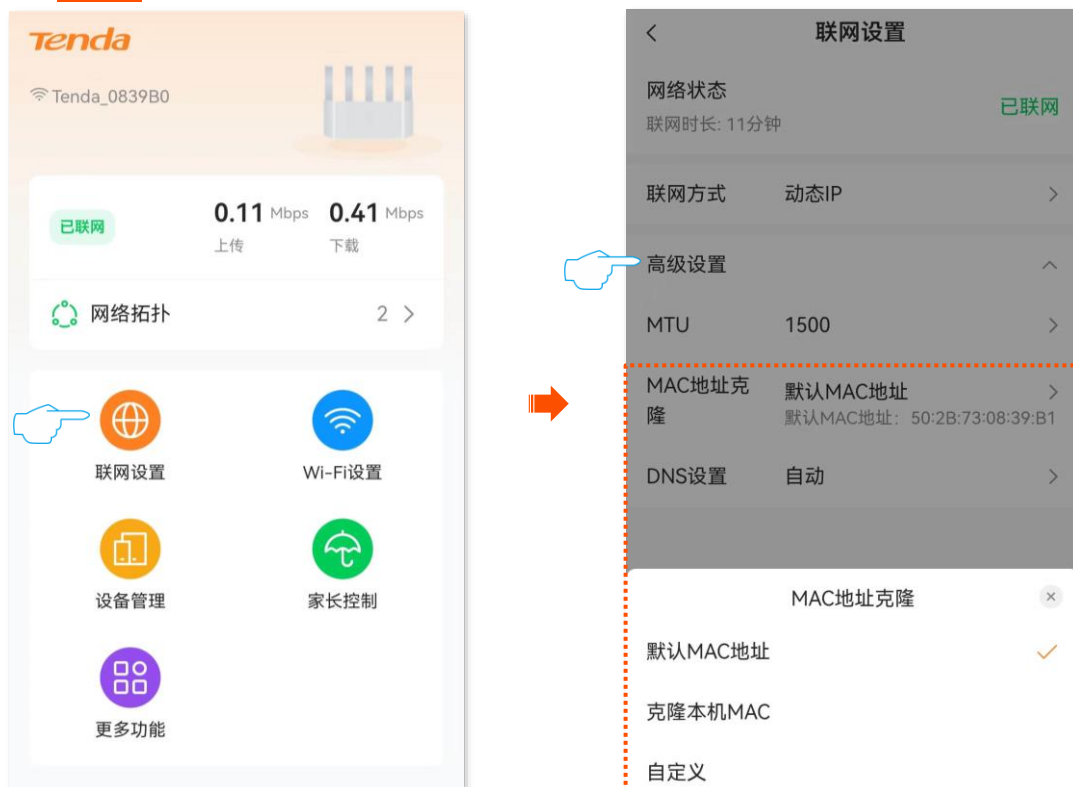 Tenda
Tenda_0839B0
已联网
0.11 Mbps
上传
0.41 Mbps
下载
网络拓扑 2
联网设置
Wi-Fi设置
设备管理
家长控制
更多功能
联网设置
网络状态
联网时长: 11分钟
已联网
联网方式 动态IP
高级设置
MTU 1500
MAC地址克
隆
默认MAC地址
默认MAC地址: 50:2B:73:08:39:B1
DNS设置 自动
MAC地址克隆
默认MAC地址
克隆本机MAC
自定义